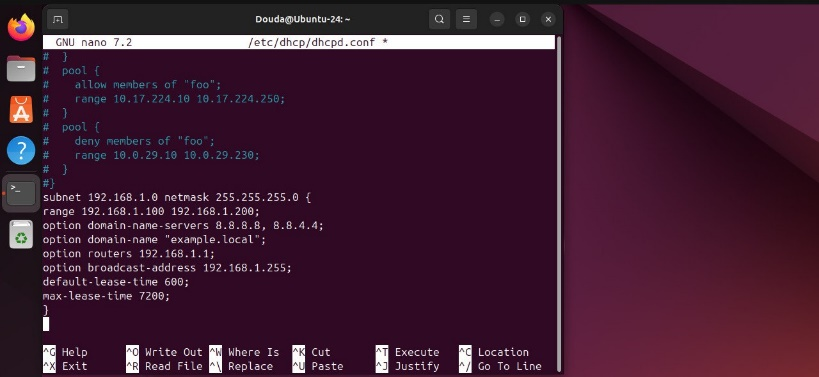 Douda@Ubuntu-24: ~
GNU nano 7.2 /etc/dhcp/dhcpd.conf *
#  }
#  pool {
#    allow members of "foo";
#    range 10.17.224.10 10.17.224.250;
#  }
#  pool {
#    deny members of "foo";
#    range 10.0.29.10 10.0.29.230;
#  }
#}
subnet 192.168.1.0 netmask 255.255.255.0 {
range 192.168.1.100 192.168.1.200;
option domain-name-servers 8.8.8.8, 8.8.4.4;
option domain-name "example.local";
option routers 192.168.1.1;
option broadcast-address 192.168.1.255;
default-lease-time 600;
max-lease-time 7200;
}
^G Help ^O Write Out ^W Where Is ^K Cut ^T Execute ^C Location
^X Exit ^R Read File ^\ Replace ^U Paste ^J Justify ^/ Go To Line